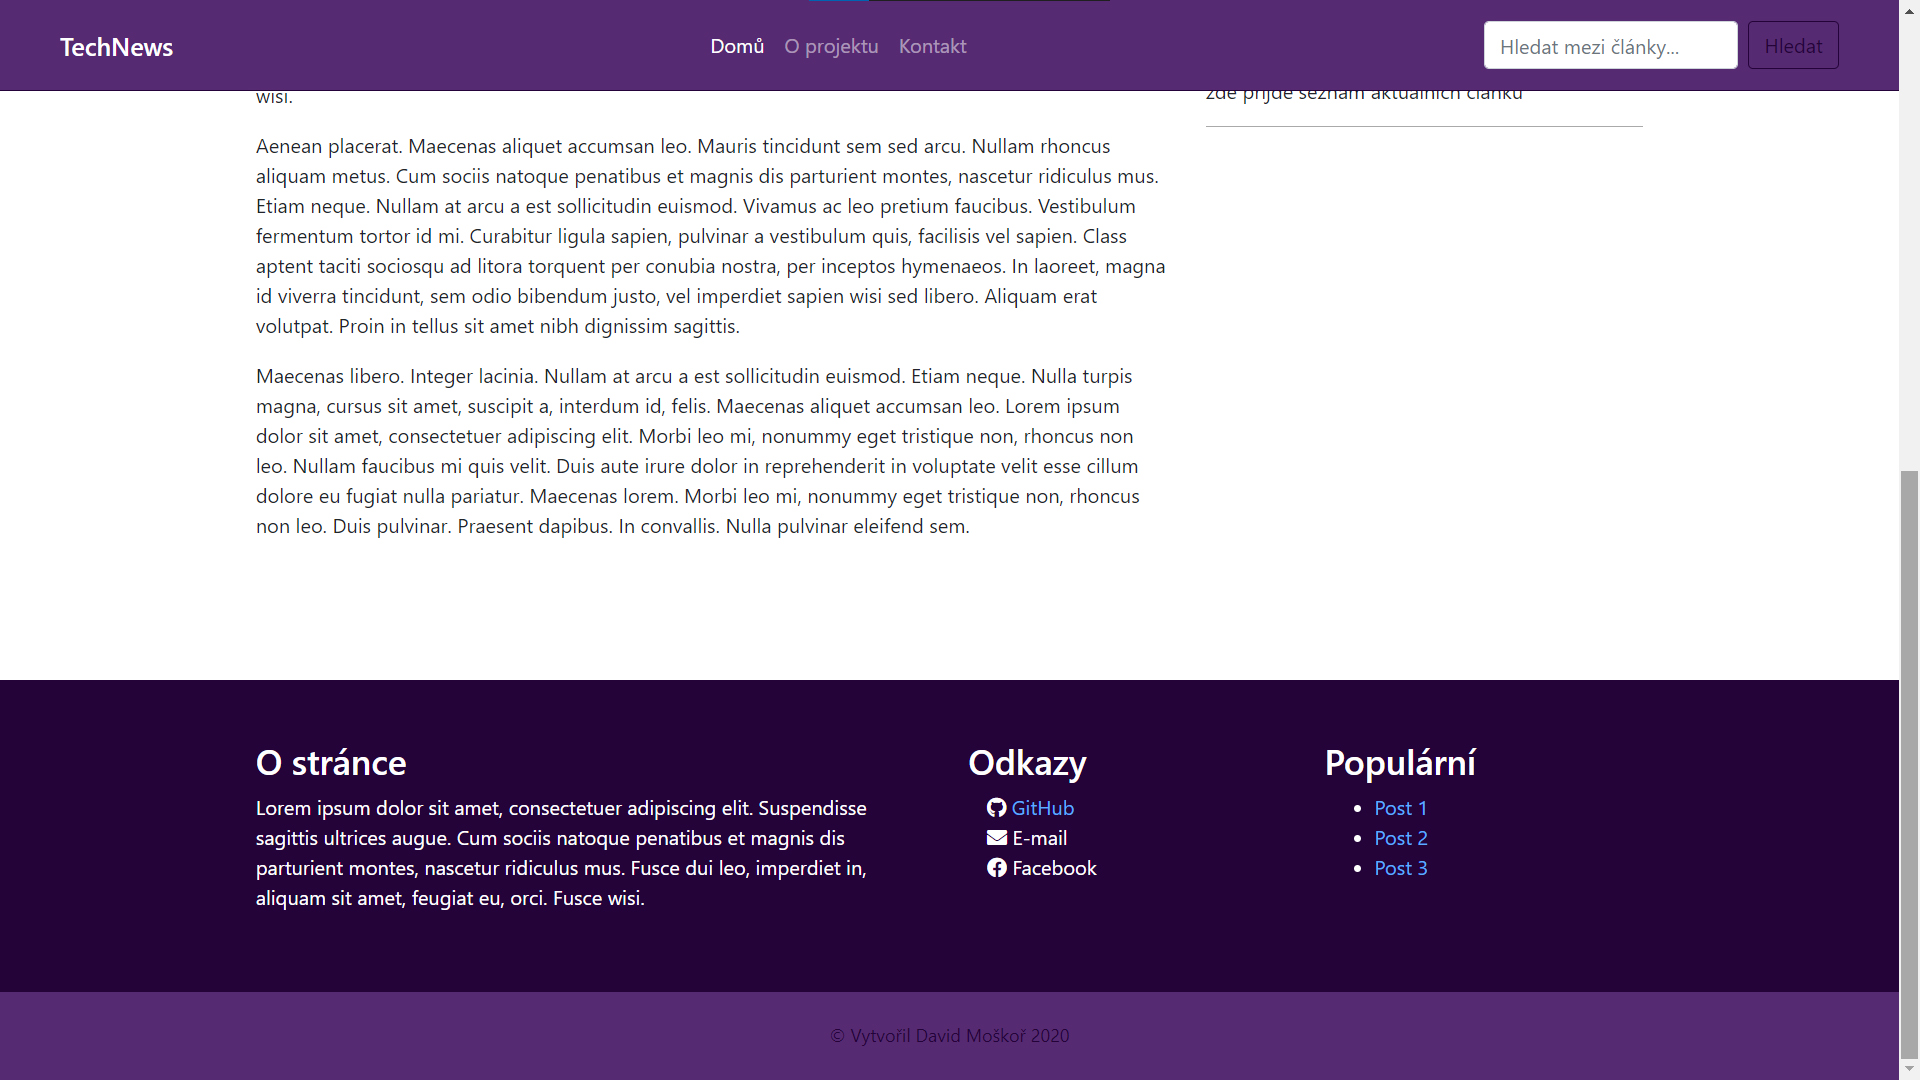 TechNews
Domů
O projektu
Kontakt
Hledat mezi články...
Hledat
wisi.
Aenean placerat. Maecenas aliquet accumsan leo. Mauris tincidunt sem sed arcu. Nullam rhoncus
aliquam metus. Cum sociis natoque penatibus et magnis dis parturient montes, nascetur ridiculus mus.
Etiam neque. Nullam at arcu a est sollicitudin euismod. Vivamus ac leo pretium faucibus. Vestibulum
fermentum tortor id mi. Curabitur ligula sapien, pulvinar a vestibulum quis, facilisis vel sapien. Class
aptent taciti sociosqu ad litora torquent per conubia nostra, per inceptos hymenaeos. In laoreet, magna
id viverra tincidunt, sem odio bibendum justo, vel imperdiet sapien wisi sed libero. Aliquam erat
volutpat. Proin in tellus sit amet nibh dignissim sagittis.
Maecenas libero. Integer lacinia. Nullam at arcu a est sollicitudin euismod. Etiam neque. Nulla turpis
magna, cursus sit amet, suscipit a, interdum id, felis. Maecenas aliquet accumsan leo. Lorem ipsum
dolor sit amet, consectetuer adipiscing elit. Morbi leo mi, nonummy eget tristique non, rhoncus non
leo. Nullam faucibus mi quis velit. Duis aute irure dolor in reprehenderit in voluptate velit esse cillum
dolore eu fugiat nulla pariatur. Maecenas lorem. Morbi leo mi, nonummy eget tristique non, rhoncus
non leo. Duis pulvinar. Praesent dapibus. In convallis. Nulla pulvinar eleifend sem.
zde přijde seznam aktuálních článků
O stránce
Lorem ipsum dolor sit amet, consectetuer adipiscing elit. Suspendisse
sagittis ultrices augue. Cum sociis natoque penatibus et magnis dis
parturient montes, nascetur ridiculus mus. Fusce dui leo, imperdiet in,
aliquam sit amet, feugiat eu, orci. Fusce wisi.
Odkazy
GitHub
E-mail
Facebook
Populární
• Post 1
• Post 2
• Post 3
© Vytvořil David Moškoř 2020